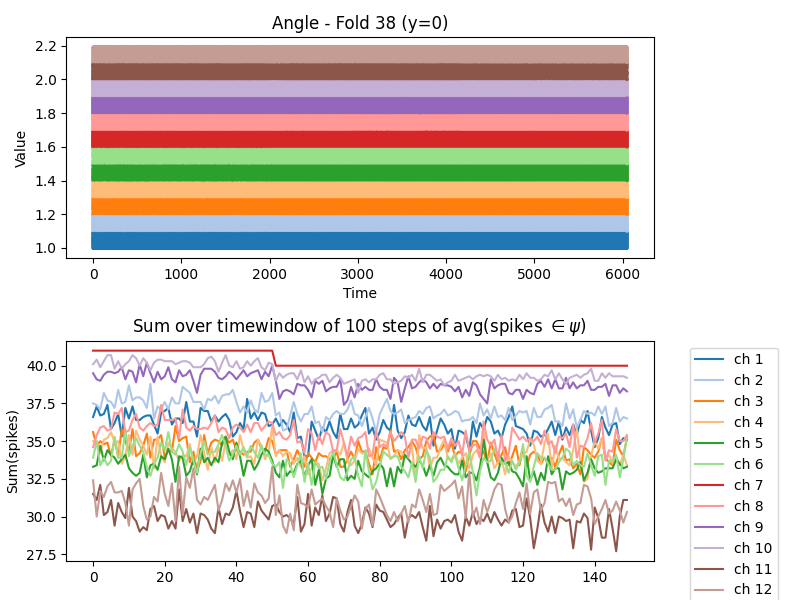 Angle - Fold 38 (y=0)
2.2
2.0
1.8
1.6
1.4
1.2
1.0
Value
0 1000 2000 3000 4000 5000 6000
Time
Sum over timewindow of 100 steps of avg(spikes ∈ ψ)
40.0
37.5
35.0
32.5
30.0
27.5
Sum(spikes)
0 20 40 60 80 100 120 140
ch 1
ch 2
ch 3
ch 4
ch 5
ch 6
ch 7
ch 8
ch 9
ch 10
ch 11
ch 12